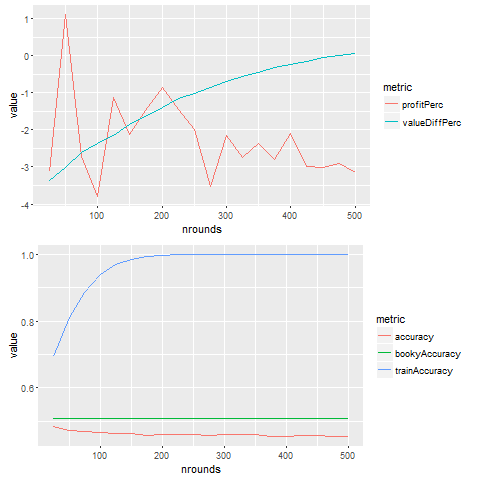 1
0
-1
-2
-3
-4
value
100
200
300
400
500
nrounds
metric
profitPerc
valueDiffPerc
1.0
0.8
0.6
value
100
200
300
400
500
nrounds
metric
accuracy
bookyAccuracy
trainAccuracy